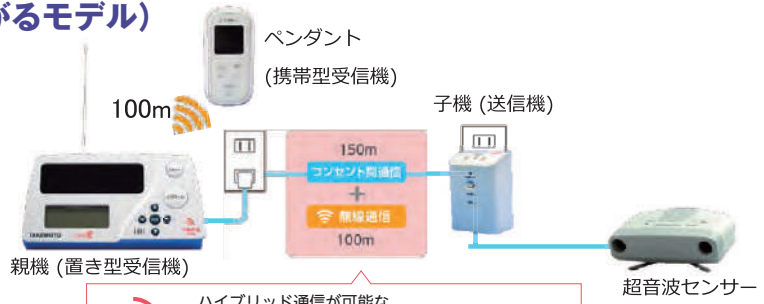 がるモデル)
ペンダント
(携帯型受信機)
100m
子機 (送信機)
150m
コンセント間通信
+
無線通信
100m
親機 (置き型受信機)
超音波センサー
ハイブリッド通信が可能な